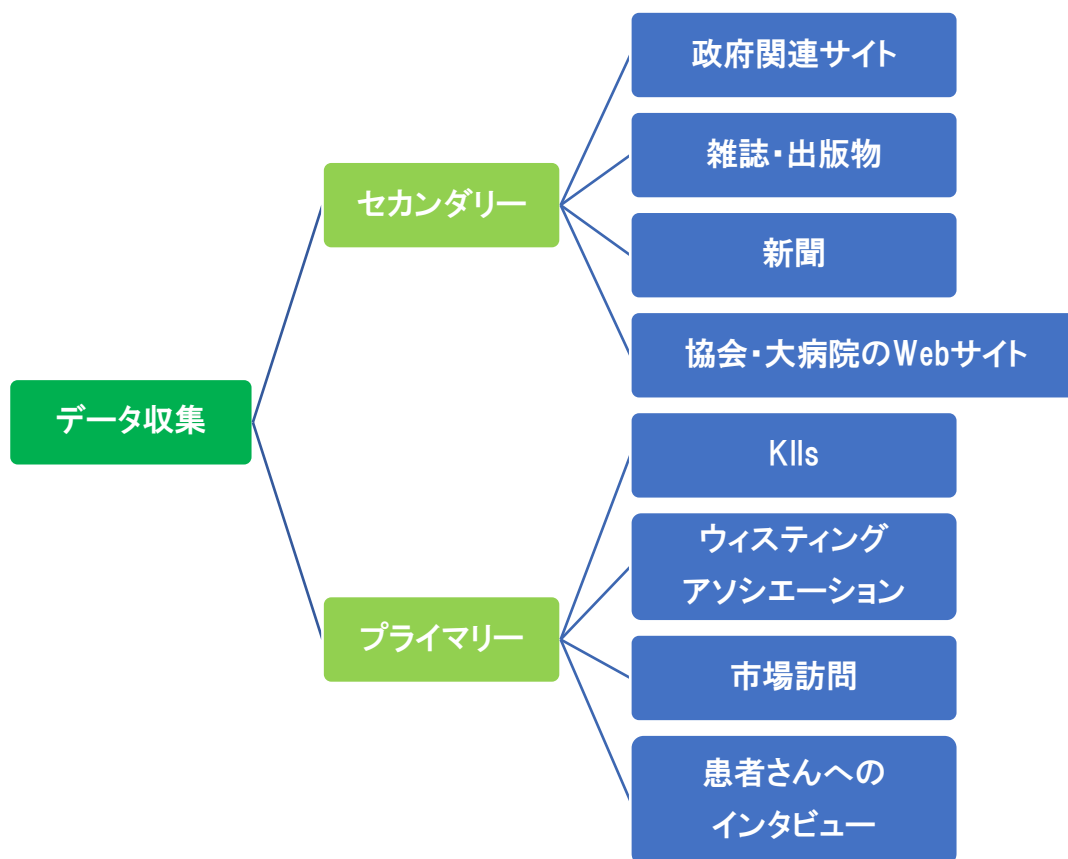 データ収集
セカンダリー
政府関連サイト
雑誌・出版物
新聞
協会・大病院のWebサイト
プライマリー
KIIs
ウィスティング
アソシエーション
市場訪問
患者さんへの
インタビュー